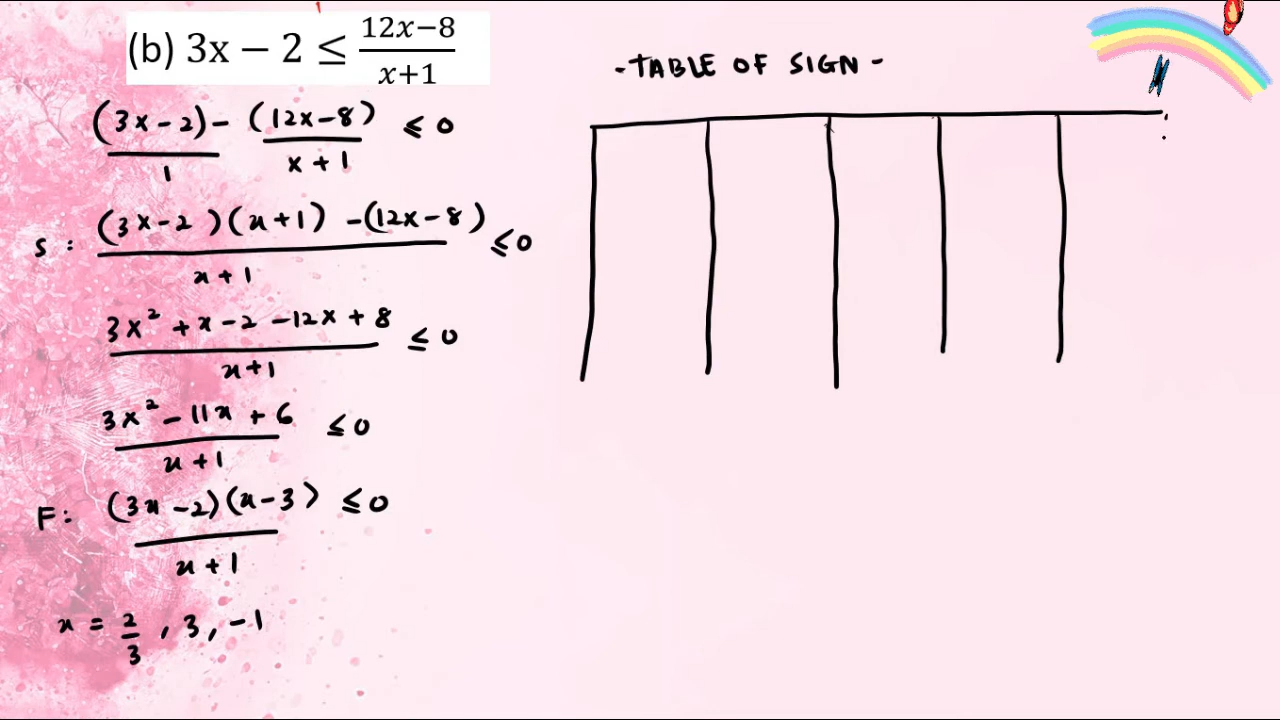 (b) 3x − 2 ≤ (12x−8)/(x+1)
(3x - 2)/1 - (12x - 8)/(x + 1) ≤ 0
S : ((3x - 2)(x + 1) - (12x - 8))/(x + 1) ≤ 0
(3x² + x - 2 - 12x + 8)/(x + 1) ≤ 0
(3x² - 11x + 6)/(x + 1) ≤ 0
F : ((3x - 2)(x - 3))/(x + 1) ≤ 0
x = 2/3 , 3 , -1
- TABLE OF SIGN -